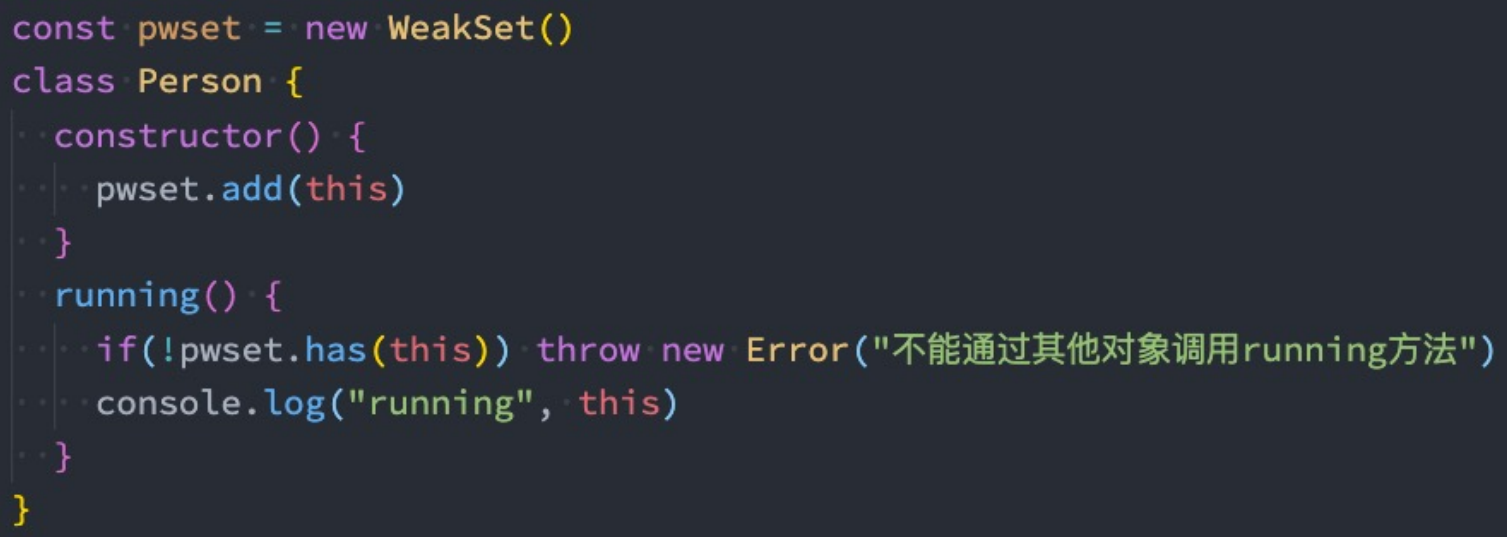 const pwset = new WeakSet()
class Person {
  constructor() {
    pwset.add(this)
  }
  running() {
    if(!pwset.has(this)) throw new Error("不能通过其他对象调用running方法")
    console.log("running", this)
  }
}